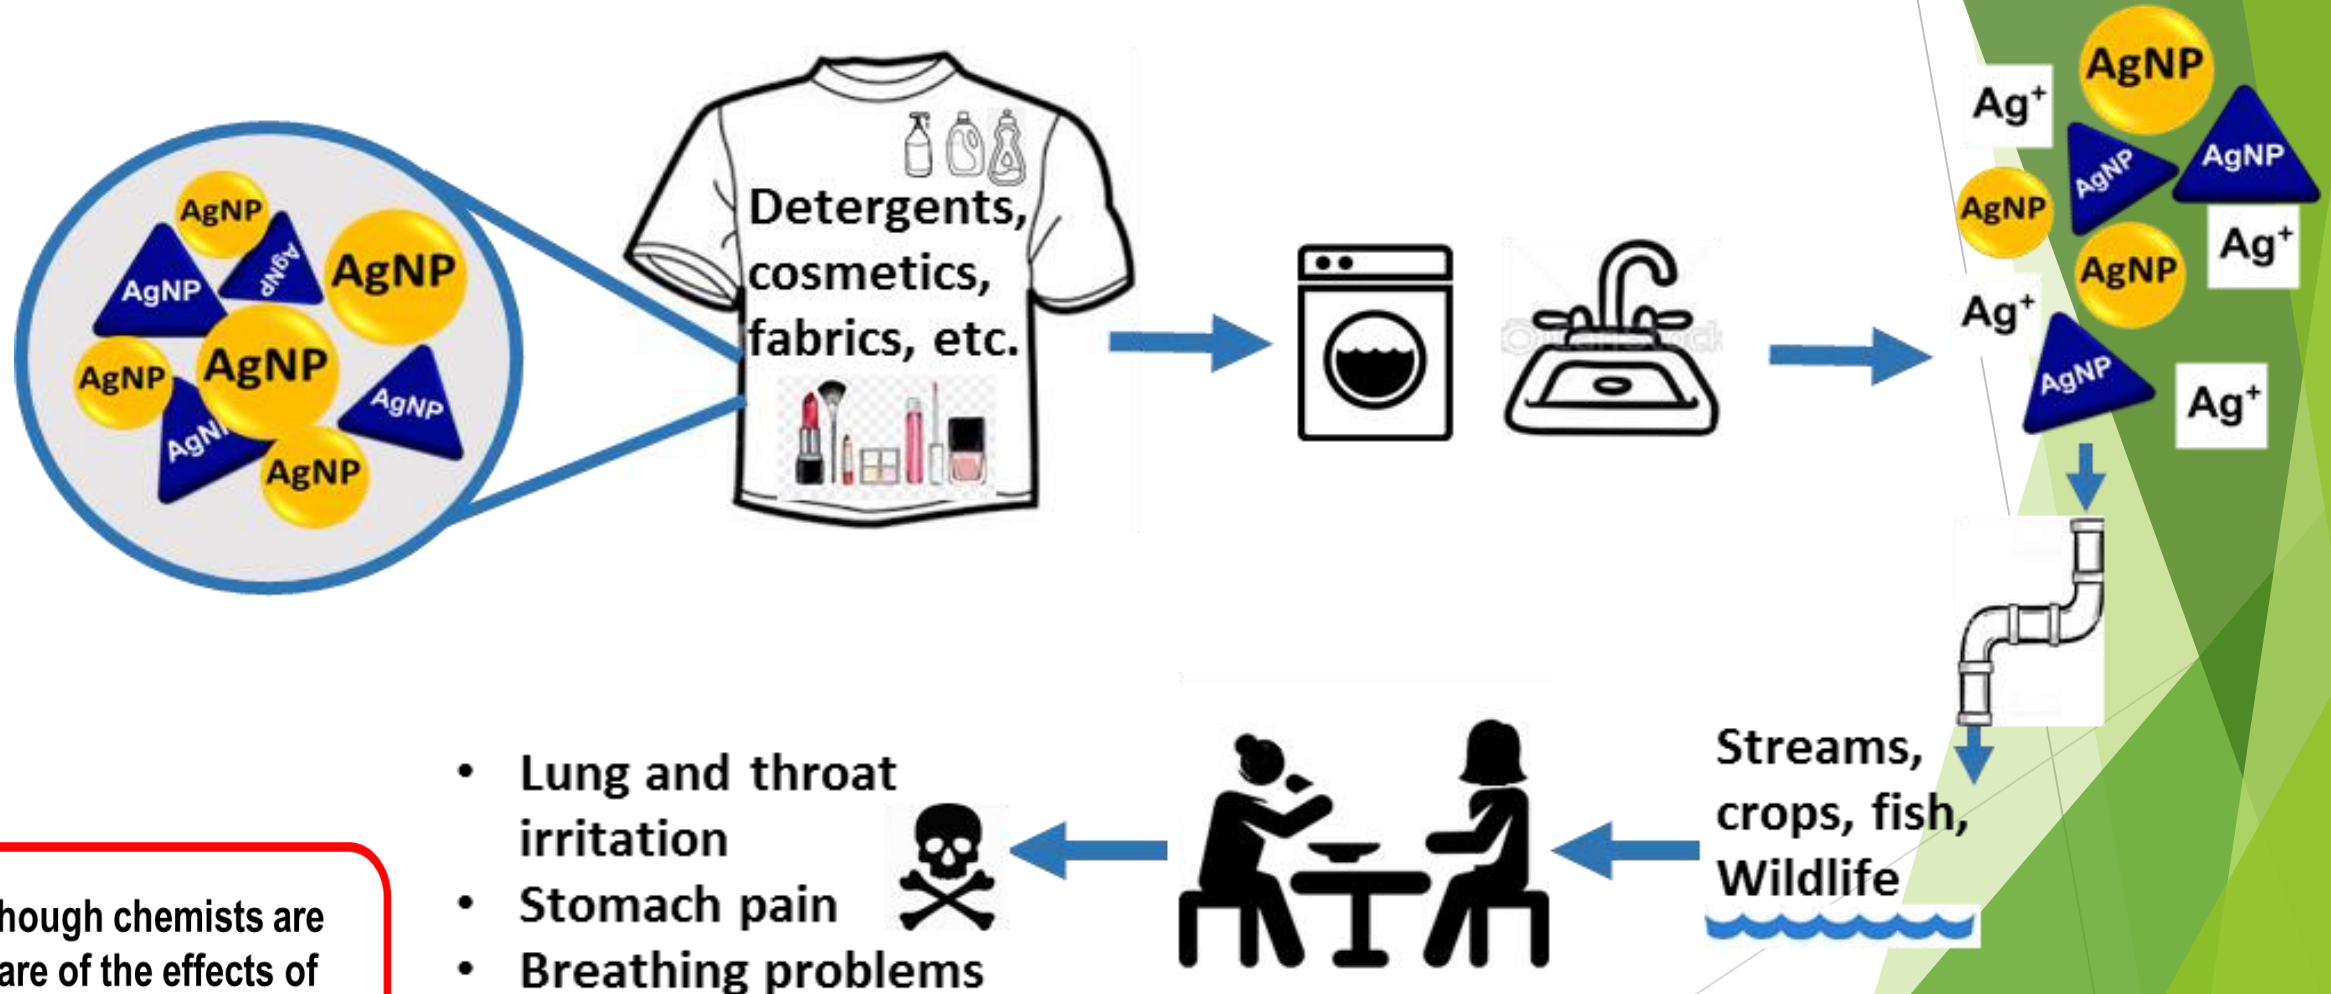 AgNP
AgNP
AgNP
AgNP
AgNP
AgNP
AgNP
AgNP
AgNP
Detergents,
cosmetics,
fabrics, etc.
AgNP
Ag⁺
AgNP
AgNP
AgNP
Ag⁺
AgNP
Ag⁺
AgNP
Ag⁺
Streams,
crops, fish,
Wildlife
• Lung and throat
irritation
• Stomach pain
• Breathing problems
hough chemists are
are of the effects of